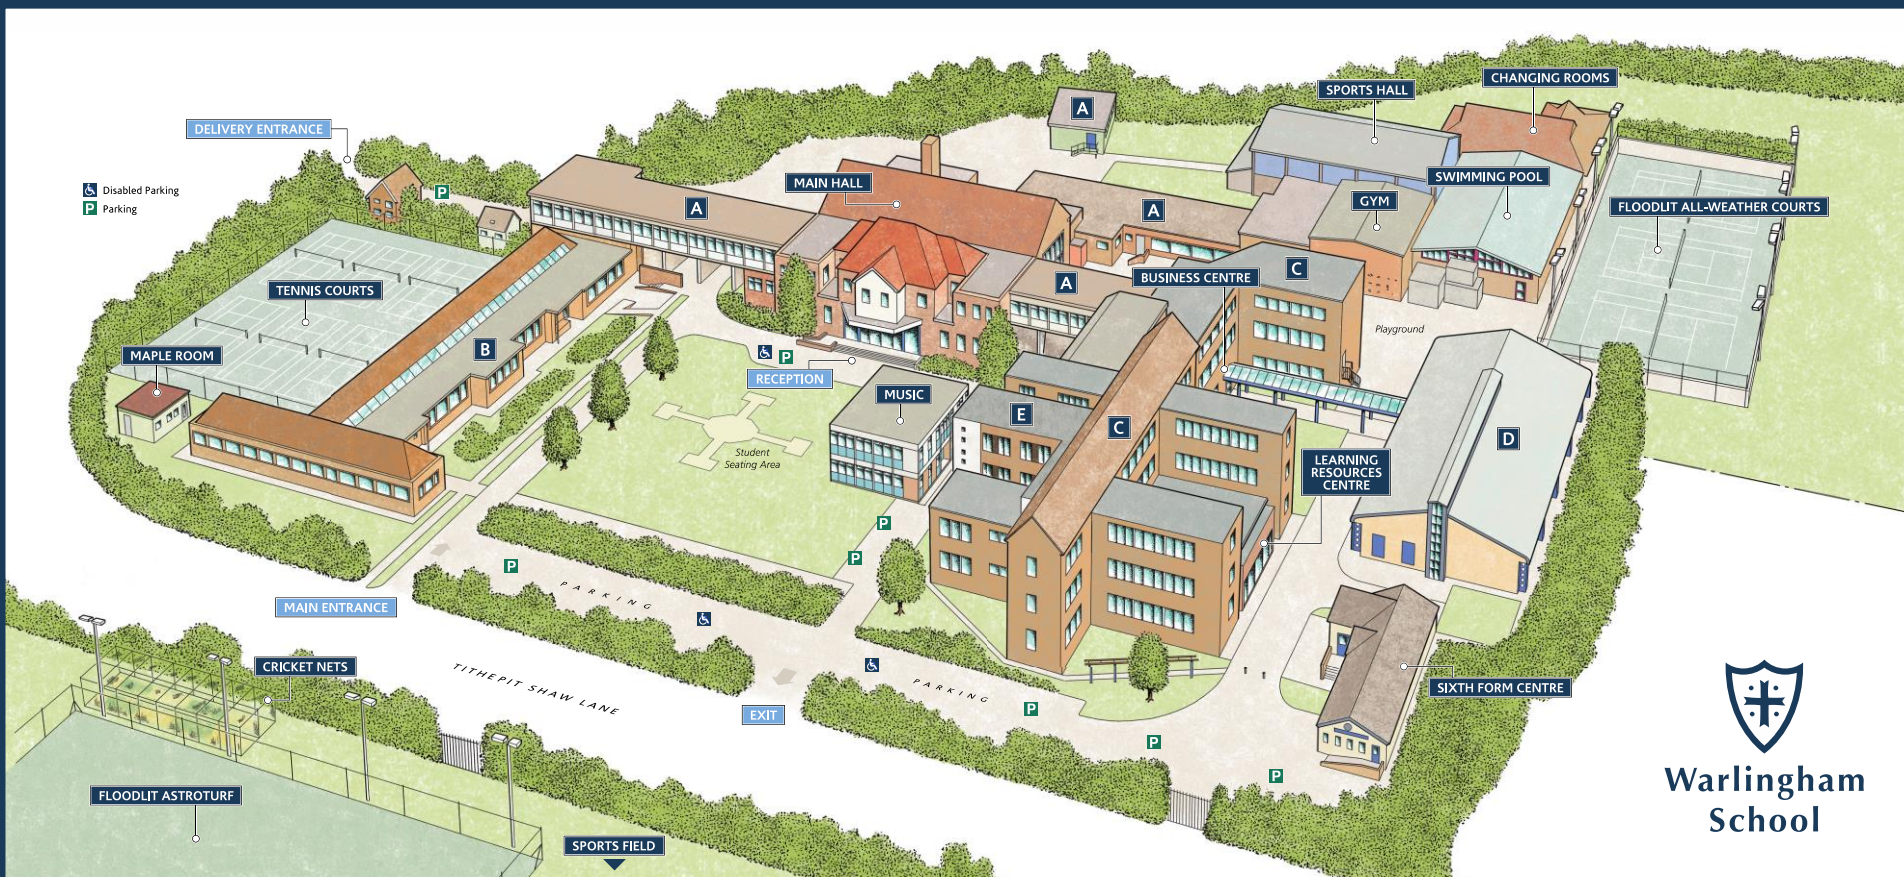 CHANGING ROOMS
SPORTS HALL
A
DELIVERY ENTRANCE
Disabled Parking
P Parking
P
MAIN HALL
A
A
SWIMMING POOL
GYM
FLOODLIT ALL-WEATHER COURTS
TENNIS COURTS
A
BUSINESS CENTRE
C
Playground
MAPLE ROOM
B
P
RECEPTION
MUSIC
E
C
D
Student
Seating Area
LEARNING
RESOURCES
CENTRE
P
P
P
PARKING
MAIN ENTRANCE
CRICKET NETS
TITHEPIT SHAW LANE
EXIT
PARKING
P
P
P
SIXTH FORM CENTRE
FLOODLIT ASTROTURF
SPORTS FIELD
Warlingham
School